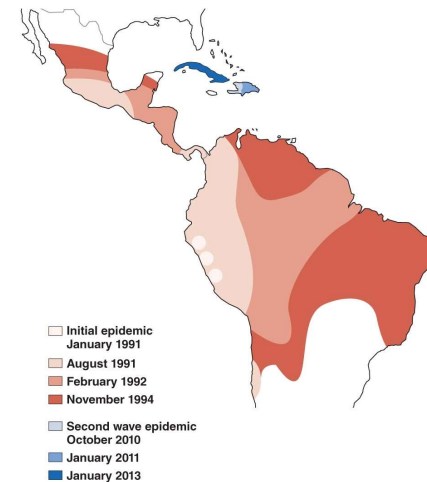 Initial epidemic
January 1991
August 1991
February 1992
November 1994
Second wave epidemic
October 2010
January 2011
January 2013